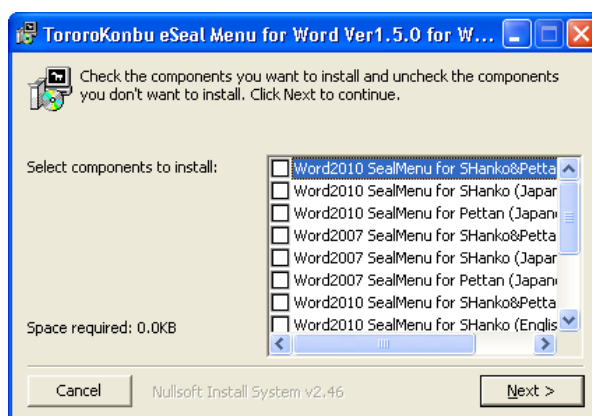 TororoKonbu eSeal Menu for Word Ver1.5.0 for W...
Check the components you want to install and uncheck the components
you don't want to install. Click Next to continue.
Select components to install:
Word2010 SealMenu for SHanko&Petta
Word2010 SealMenu for SHanko (Japar
Word2010 SealMenu for Pettan (Japan
Word2007 SealMenu for SHanko&Petta
Word2007 SealMenu for SHanko (Japar
Word2007 SealMenu for Pettan (Japan
Word2010 SealMenu for SHanko&Petta
Word2010 SealMenu for SHanko (Englis
Space required: 0.0KB
Cancel
Nullsoft Install System v2.46
Next >